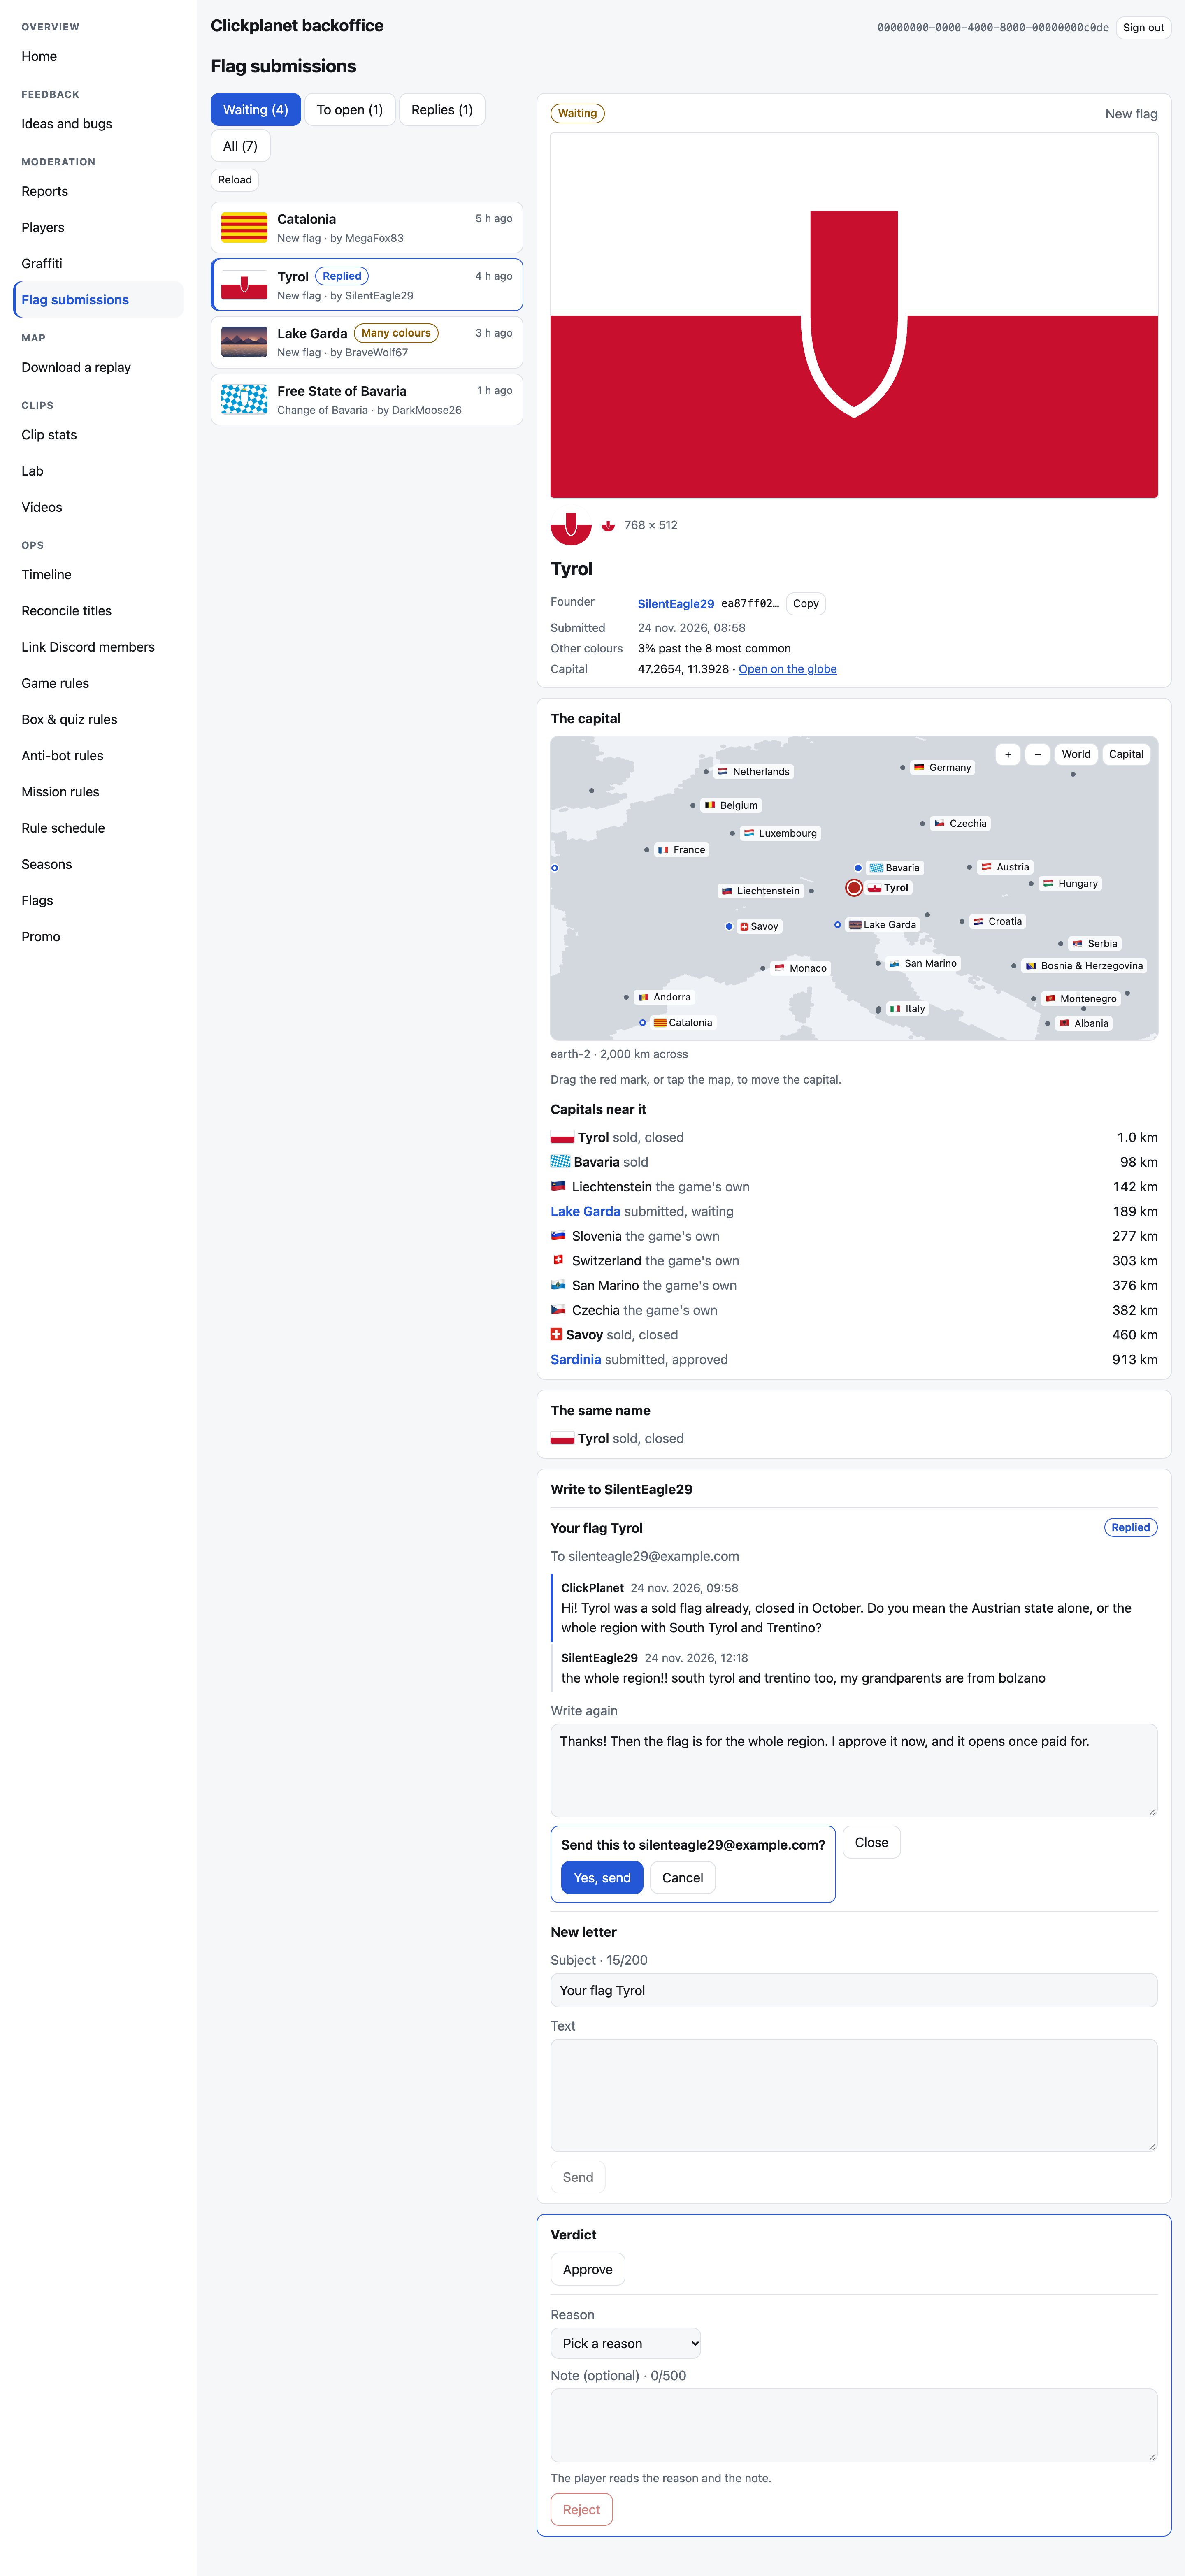 OVERVIEW
Home
FEEDBACK
Ideas and bugs
MODERATION
Reports
Players
Graffiti
Flag submissions
MAP
Download a replay
CLIPS
Clip stats
Lab
Videos
OPS
Timeline
Reconcile titles
Link Discord members
Game rules
Box & quiz rules
Anti-bot rules
Mission rules
Rule schedule
Seasons
Flags
Promo
Clickplanet backoffice
00000000-0000-4000-8000-00000000c0de
Sign out
Flag submissions
Waiting (4)
To open (1)
Replies (1)
All (7)
Reload
Catalonia
5 h ago
New flag · by MegaFox83
Tyrol Replied
4 h ago
New flag · by SilentEagle29
Lake Garda Many colours
3 h ago
New flag · by BraveWolf67
Free State of Bavaria
1 h ago
Change of Bavaria · by DarkMoose26
Waiting
New flag
768 × 512
Tyrol
Founder SilentEagle29 ea87ff02… Copy
Submitted 24 nov. 2026, 08:58
Other colours 3% past the 8 most common
Capital 47.2654, 11.3928 · Open on the globe
The capital
+ − World Capital
Netherlands
Germany
Belgium
Luxembourg
Czechia
France
Bavaria
Austria
Liechtenstein
Tyrol
Hungary
Savoy
Lake Garda
Croatia
Serbia
Monaco
San Marino
Bosnia & Herzegovina
Andorra
Montenegro
Italy
Catalonia
Albania
earth-2 · 2,000 km across
Drag the red mark, or tap the map, to move the capital.
Capitals near it
Tyrol sold, closed 1.0 km
Bavaria sold 98 km
Liechtenstein the game's own 142 km
Lake Garda submitted, waiting 189 km
Slovenia the game's own 277 km
Switzerland the game's own 303 km
San Marino the game's own 376 km
Czechia the game's own 382 km
Savoy sold, closed 460 km
Sardinia submitted, approved 913 km
The same name
Tyrol sold, closed
Write to SilentEagle29
Your flag Tyrol
Replied
To silenteagle29@example.com
ClickPlanet 24 nov. 2026, 09:58
Hi! Tyrol was a sold flag already, closed in October. Do you mean the Austrian state alone, or the
whole region with South Tyrol and Trentino?
SilentEagle29 24 nov. 2026, 12:18
the whole region!! south tyrol and trentino too, my grandparents are from bolzano
Write again
Thanks! Then the flag is for the whole region. I approve it now, and it opens once paid for.
Send this to silenteagle29@example.com?
Yes, send
Cancel
Close
New letter
Subject · 15/200
Your flag Tyrol
Text
Send
Verdict
Approve
Reason
Pick a reason
Note (optional) · 0/500
The player reads the reason and the note.
Reject